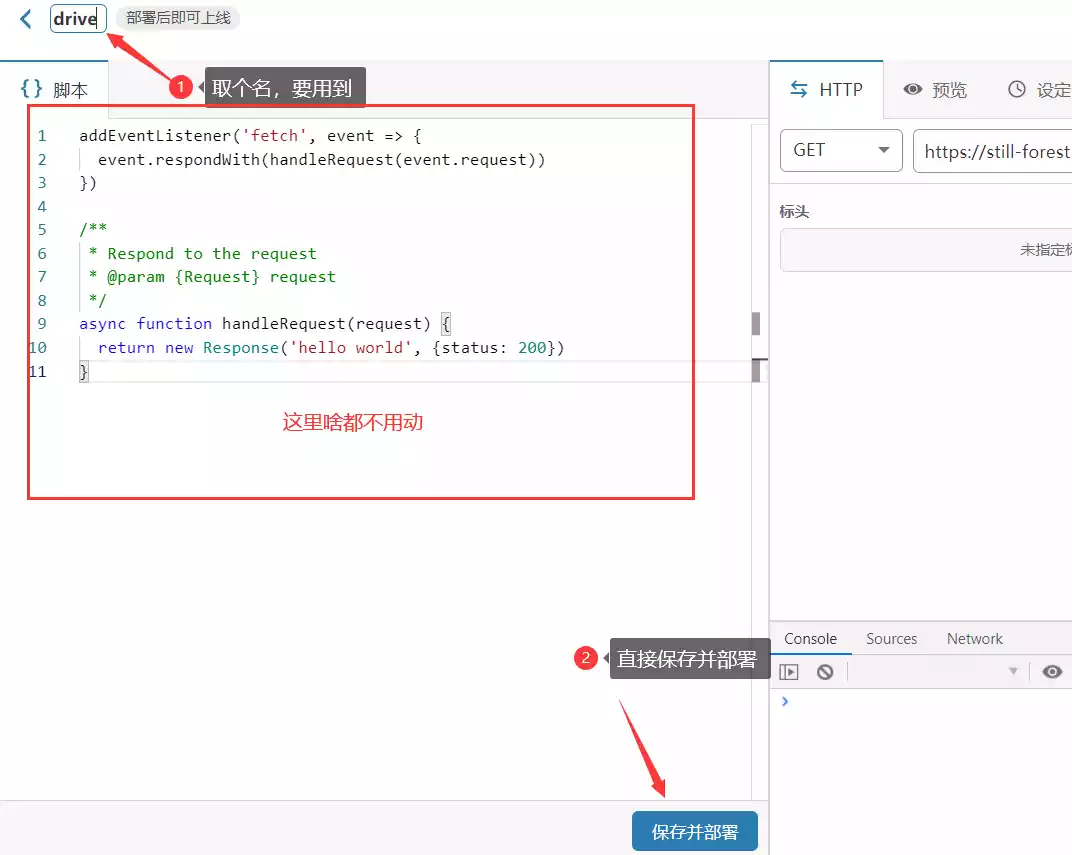 drive 部署后即可上线
1 取个名，要用到
{} 脚本
HTTP 预览 设定
GET https://still-forest
标头
未指定标
1 addEventListener('fetch', event => {
2 event.respondWith(handleRequest(event.request))
3 })
4
5 /**
6 * Respond to the request
7 * @param {Request} request
8 */
9 async function handleRequest(request) {
10 return new Response('hello world', {status: 200})
11 }
这里啥都不用动
2 直接保存并部署
Console Sources Network
保存并部署